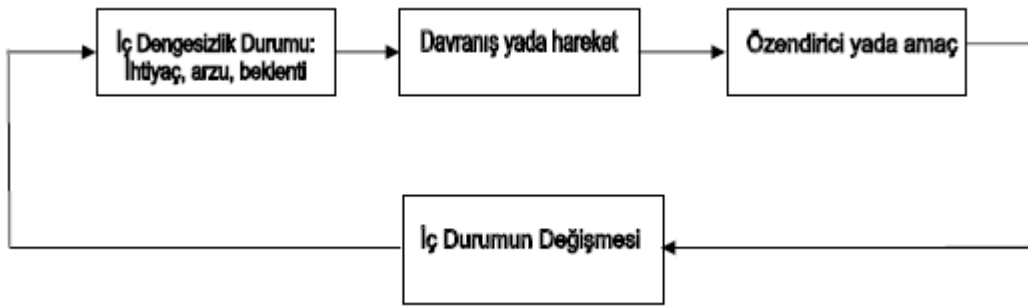 İç Dengesizlik Durumu:
İhtiyaç, arzu, beklenti
Davranış yada hareket
Özendirici yada amaç
İç Durumun Değişmesi